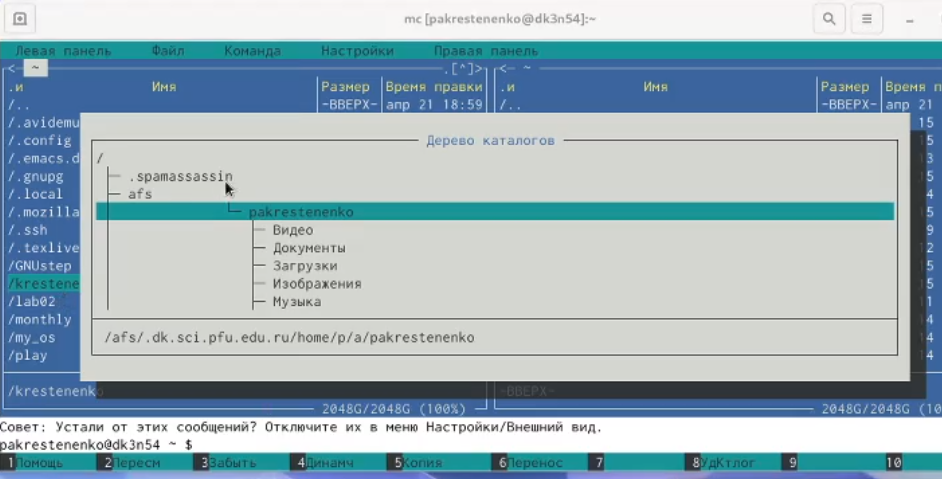 mc [pakrestenenko@dk3n54]:~
Левая панель Файл Команда Настройки Правая панель
<- ~ .[^]> <- ~
.и Имя Размер Время правки .и Имя Размер Время п
/.. -ВВЕРХ- апр 21 18:59 /.. -ВВЕРХ- апр 21
/.avidemu 15
/.config Дерево каталогов 15
/.emacs.d / 13
/.gnupg .spamassassin 15
/.local afs 4
/.mozilla pakrestenenko 15
/.ssh Видео 9
/.texlive Документы 12
/GNUstep Загрузки 15
/krestene Изображения 15
/lab02 Музыка 11
/monthly 14
/my_os /afs/.dk.sci.pfu.edu.ru/home/p/a/pakrestenenko 14
/play 14
/krestenenko -ВВЕРХ-
2048G/2048G (100%) 2048G/2048G (10
Совет: Устали от этих сообщений? Отключите их в меню Настройки/Внешний вид.
pakrestenenko@dk3n54 ~ $
1Помощь 2Пересм 3Забыть 4Динамч 5Копия 6Перенос 7 8УдКтлог 9 10